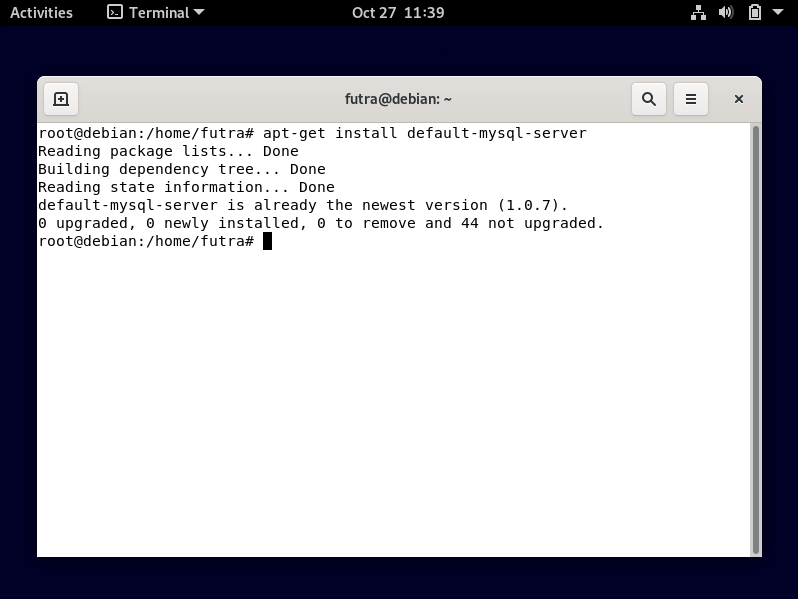 Activities Terminal Oct 27 11:39
futra@debian: ~
root@debian:/home/futra# apt-get install default-mysql-server
Reading package lists... Done
Building dependency tree... Done
Reading state information... Done
default-mysql-server is already the newest version (1.0.7).
0 upgraded, 0 newly installed, 0 to remove and 44 not upgraded.
root@debian:/home/futra#